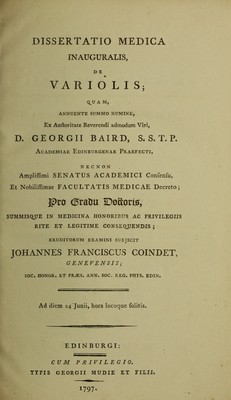 DISSERTATIO MEDICA
INAUGURALIS,
DE
VARIOLIS;
QUAM,
ANNUENTE SUMMO NUMINE,
Ex Auctoritate Reverendi admodum Viri,
D. GEORGII BAIRD, S.S.T.P.
ACADEMIAE EDINBURGENAE PRAEFECTI,
NECNON
Amplissimi SENATUS ACADEMICI Consensu,
Et Nobilissimae FACULTATIS MEDICAE Decreto;
Pro Gradu Doctoris,
SUMMISQUE IN MEDICINA HONORIBUS AC PRIVILEGIIS
RITE ET LEGITIME CONSEQUENDIS;
ERUDITORUM EXAMINI SUBJICIT
JOHANNES FRANCISCUS COINDET,
GENEVENSIS;
SOC. HONOR. ET PRÆS. ANN. SOC. REG. PHYS. EDIN.
Ad diem 24 Junii, hora locoque solitis.
EDINBURGI:
CUM PRIVILEGIO.
TYPIS GEORGII MUDIE ET FILII.
1797.